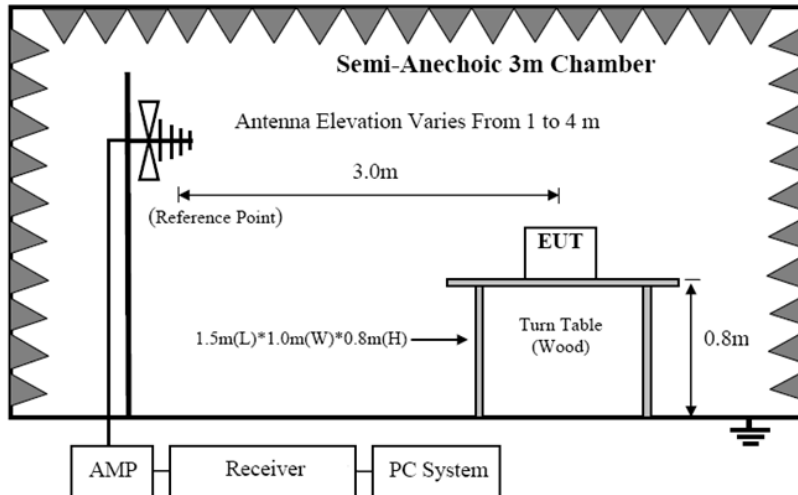 Semi-Anechoic 3m Chamber
Antenna Elevation Varies From 1 to 4 m
3.0m
(Reference Point)
EUT
1.5m(L)*1.0m(W)*0.8m(H)
Turn Table
(Wood)
0.8m
AMP
Receiver
PC System